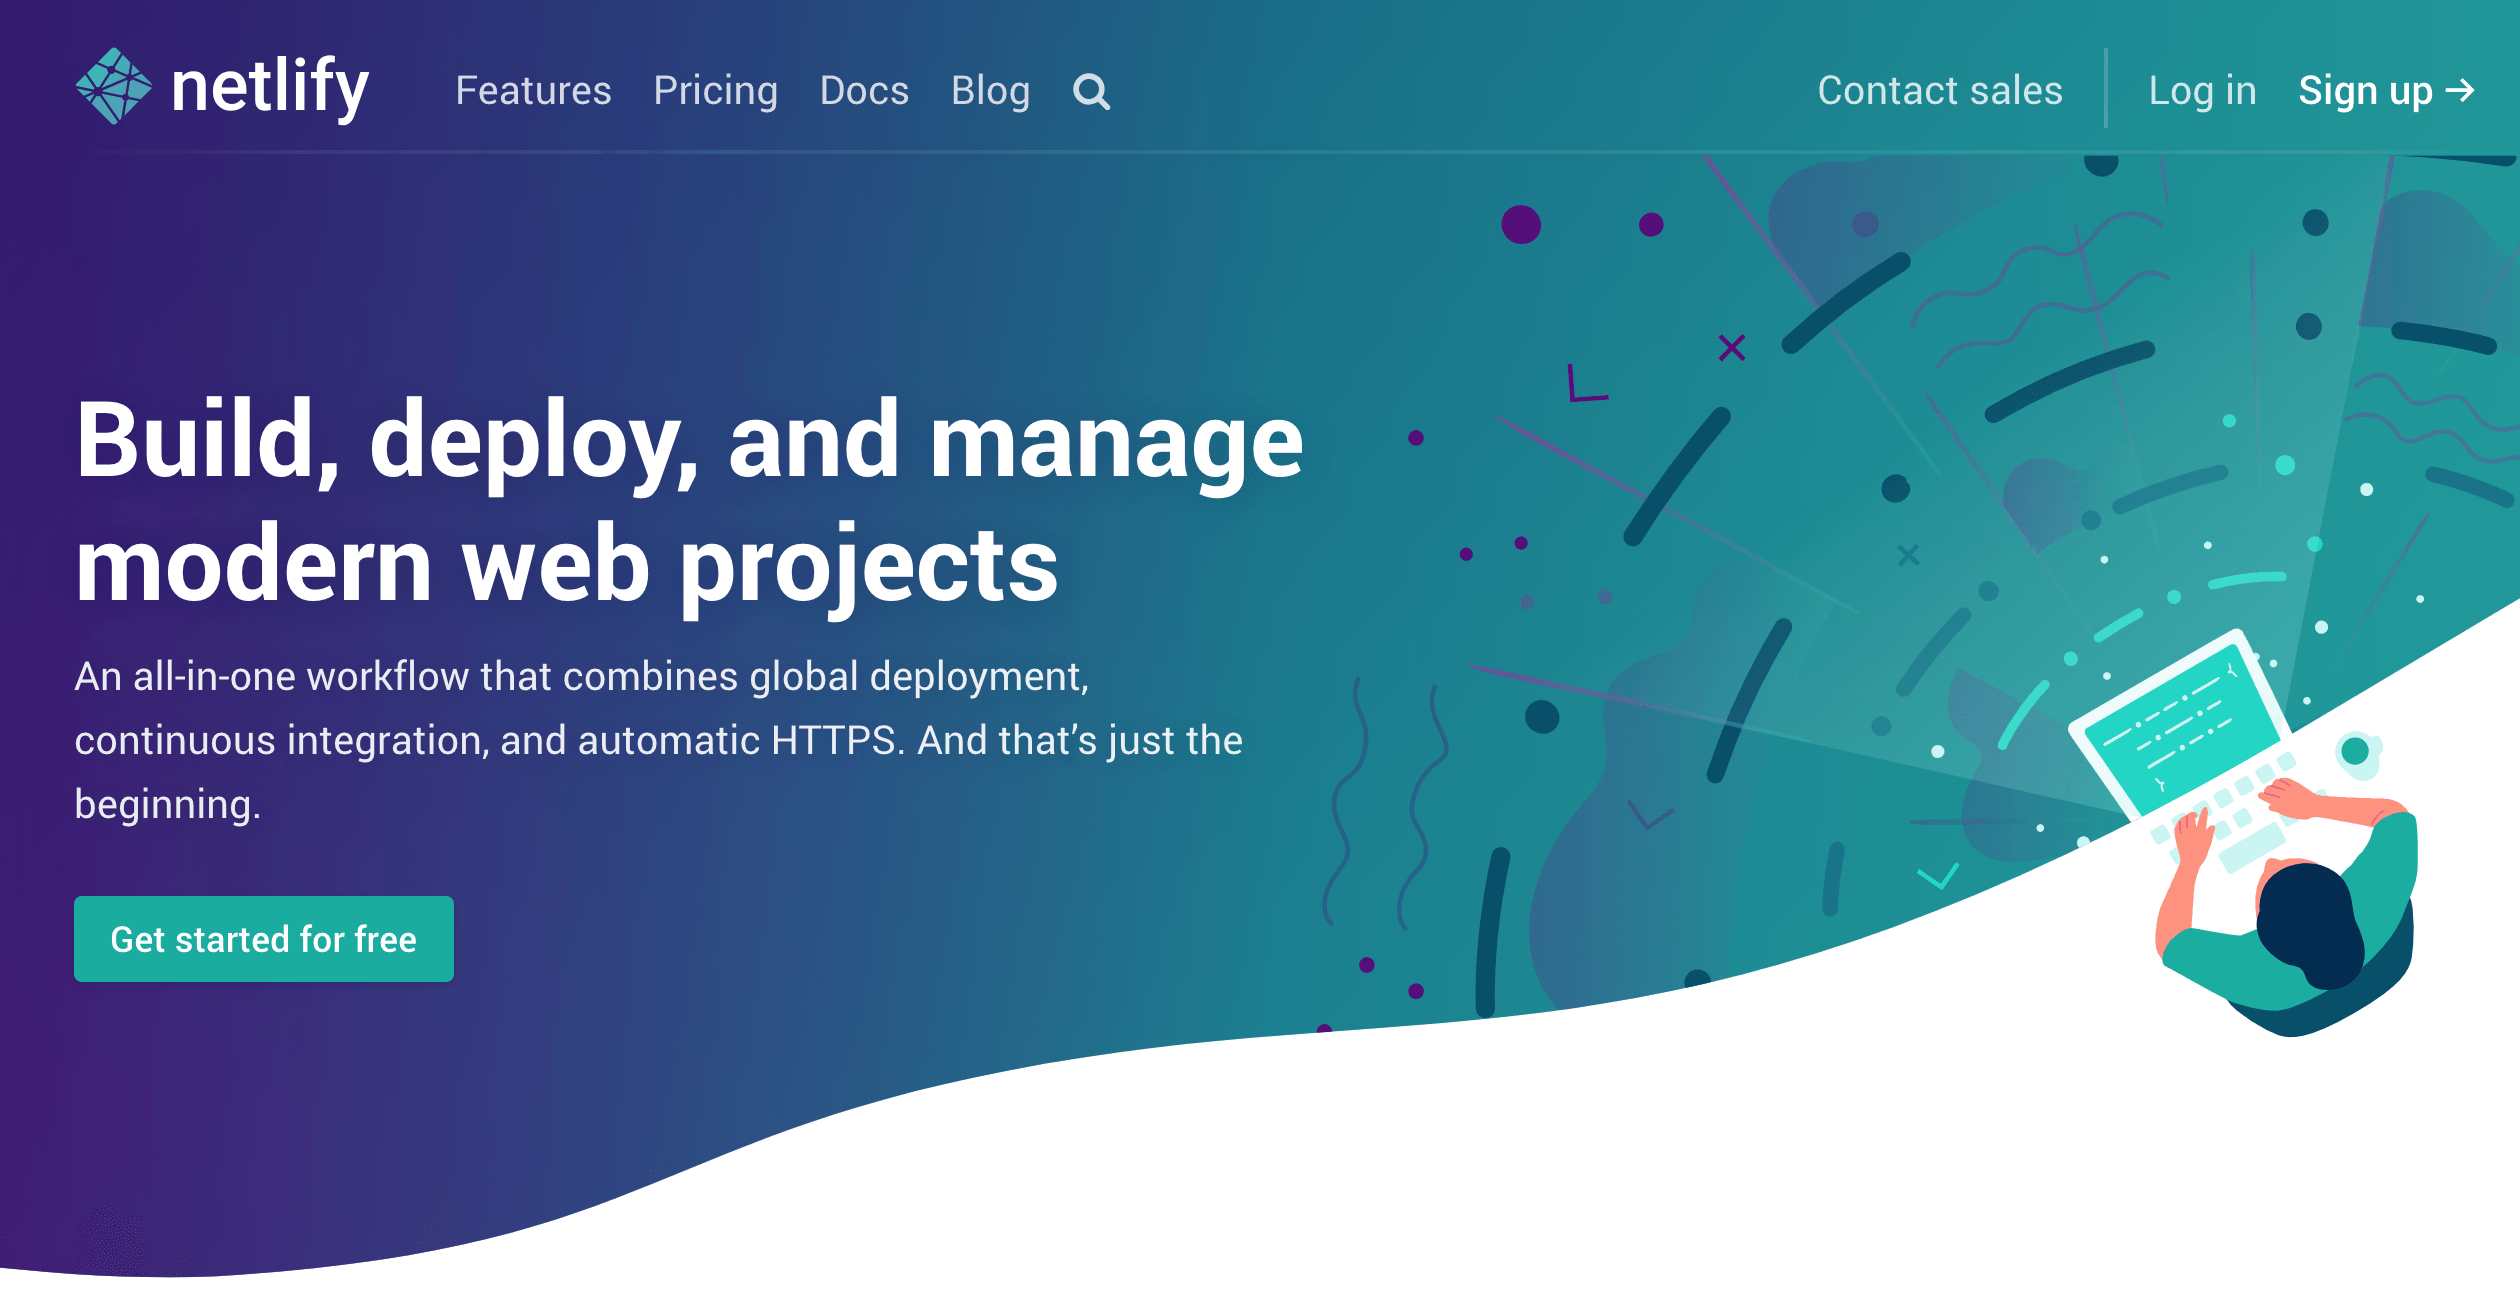 netlify
Features Pricing Docs Blog
Contact sales Log in Sign up →
Build, deploy, and manage
modern web projects
An all-in-one workflow that combines global deployment,
continuous integration, and automatic HTTPS. And that’s just the
beginning.
Get started for free